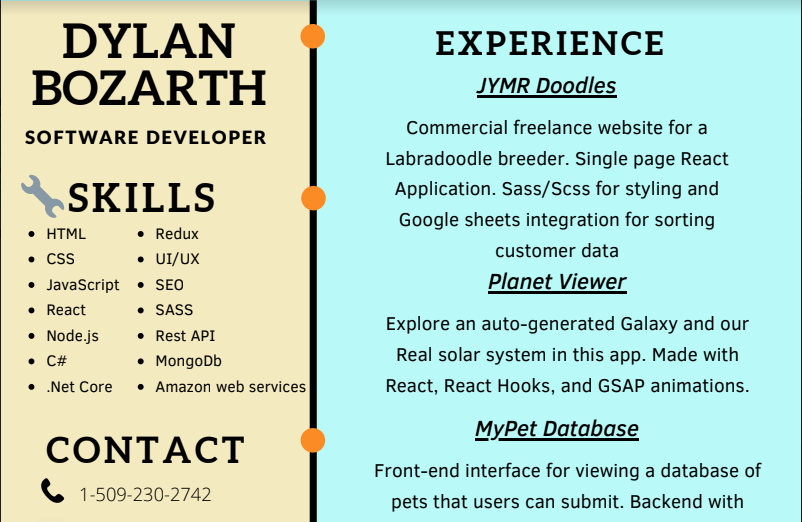 DYLAN
BOZARTH
SOFTWARE DEVELOPER
SKILLS
HTML
CSS
JavaScript
React
Node.js
C#
.Net Core
Redux
UI/UX
SEO
SASS
Rest API
MongoDb
Amazon web services
CONTACT
1-509-230-2742
EXPERIENCE
JYMR Doodles
Commercial freelance website for a
Labradoodle breeder. Single page React
Application. Sass/Scss for styling and
Google sheets integration for sorting
customer data
Planet Viewer
Explore an auto-generated Galaxy and our
Real solar system in this app. Made with
React, React Hooks, and GSAP animations.
MyPet Database
Front-end interface for viewing a database of
pets that users can submit. Backend with